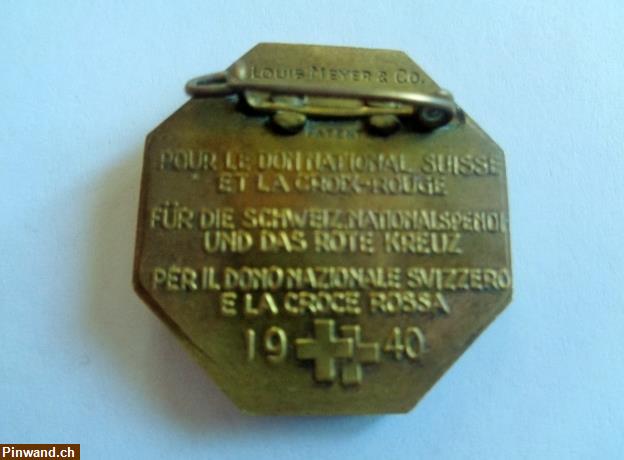 LOUIS MEYER & CO.
PATENT
POUR LE DON NATIONAL SUISSE
ET LA CROIX-ROUGE
FÜR DIE SCHWEIZ. NATIONALSPENDE
UND DAS ROTE KREUZ
PER IL DONO NAZIONALE SVIZZERO
E LA CROCE ROSSA
19 40
Pinwand.ch